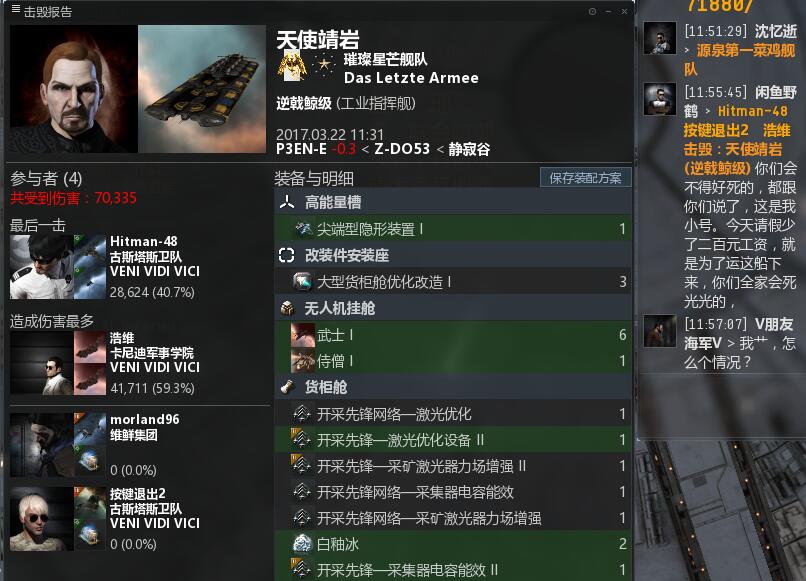 击毁报告
天使靖岩
璀璨星芒舰队
Das Letzte Armee
逆戟鲸级 (工业指挥舰)
2017.03.22 11:31
P3EN-E -0.3 < Z-DO53 < 静寂谷
参与者 (4)
共受到伤害：70,335
最后一击
Hitman-48
古斯塔斯卫队
VENI VIDI VICI
28,624 (40.7%)
造成伤害最多
浩维
卡尼迪军事学院
VENI VIDI VICI
41,711 (59.3%)
morland96
维鲜集团
0 (0.0%)
按键退出2
古斯塔斯卫队
VENI VIDI VICI
0 (0.0%)
装备与明细
保存装配方案
高能量槽
尖端型隐形装置 I 1
改装件安装座
大型货柜舱优化改造 I 3
无人机挂舱
武士 I 6
侍僧 I 1
货柜舱
开采先锋网络—激光优化 1
开采先锋—激光优化设备 II 1
开采先锋—采矿激光器力场增强 II 1
开采先锋网络—采集器电容能效 1
开采先锋网络—采矿激光器力场增强 1
白釉冰 2
开采先锋—采集器电容能效 II 1
71880/
[11:51:29] 沈忆逝
> 源泉第一菜鸡舰
队
[11:55:45] 闲鱼野
鹤 > Hitman-48
按键退出2 浩维
击毁：天使靖岩
(逆戟鲸级) 你们会
不得好死的，都跟
你们说了，这是我
小号。今天请假少
了二百元工资，就
是为了运这船下
来，你们全家会死
光光的，
[11:57:07] V朋友
海军V > 我艹，怎
么个情况？